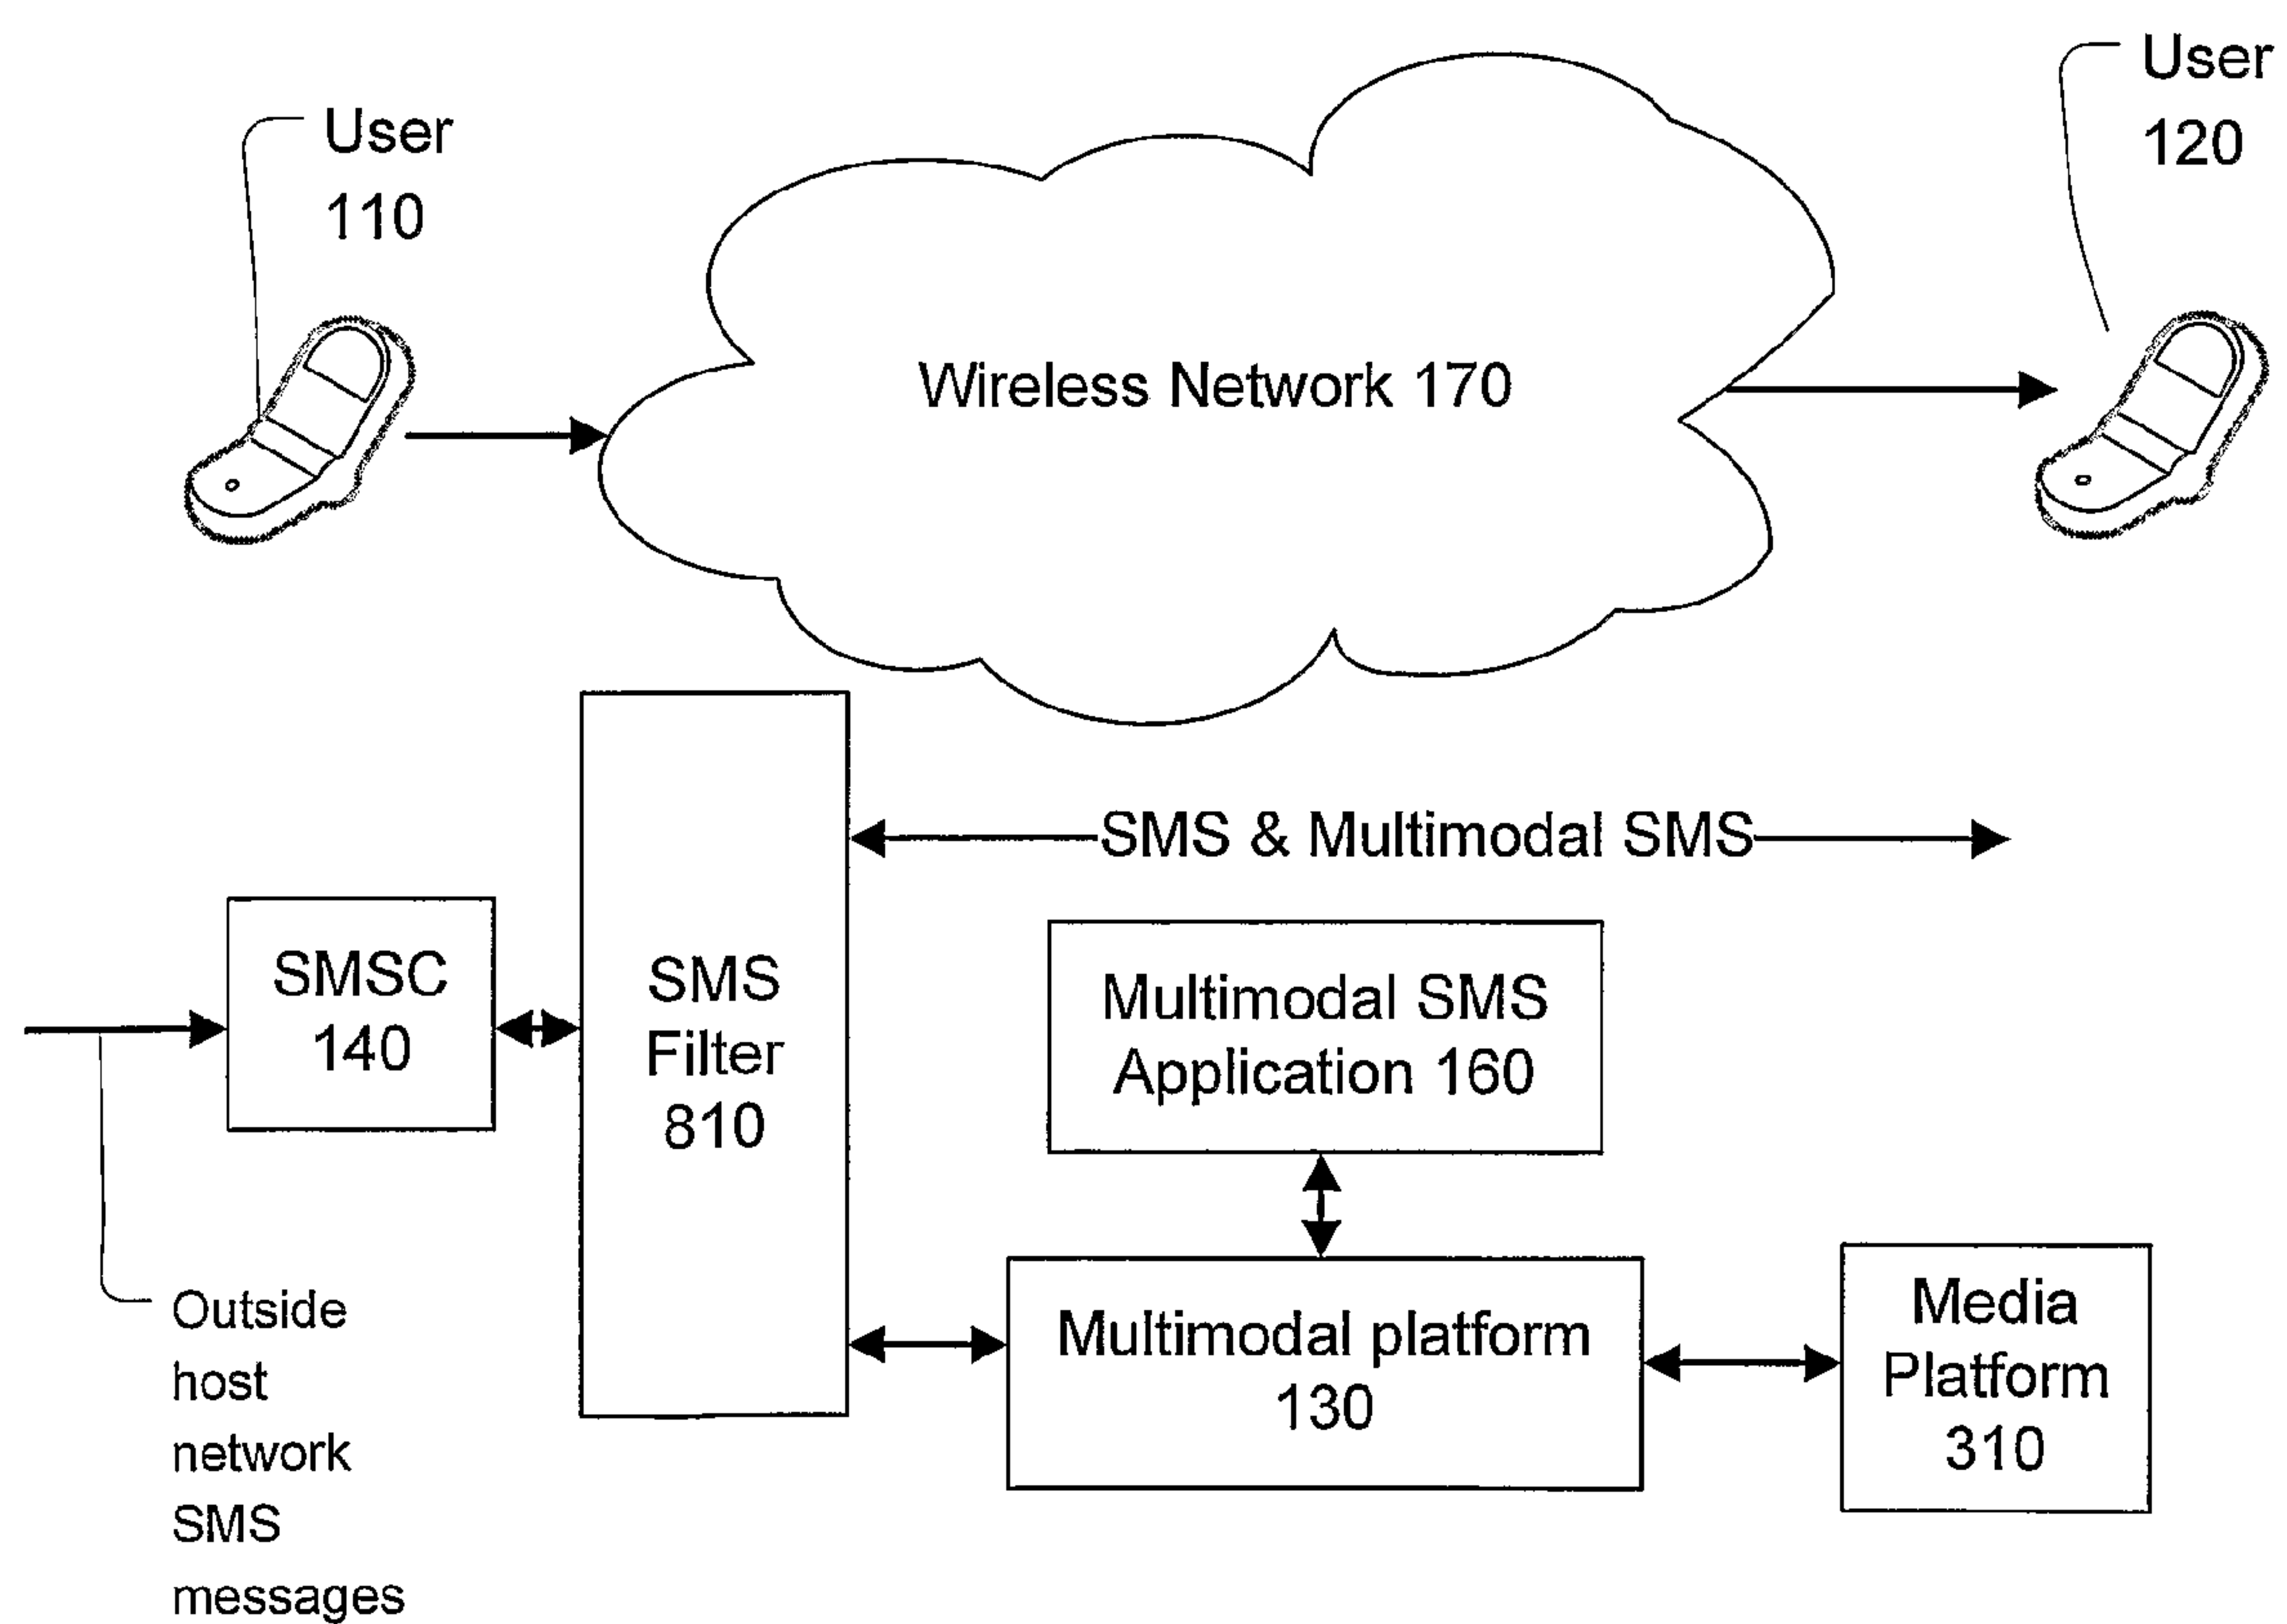 User
110
User
120
Wireless Network 170
SMS & Multimodal SMS
SMSC
140
SMS
Filter
810
Multimodal SMS
Application 160
Multimodal platform
130
Media
Platform
310
Outside
host
network
SMS
messages